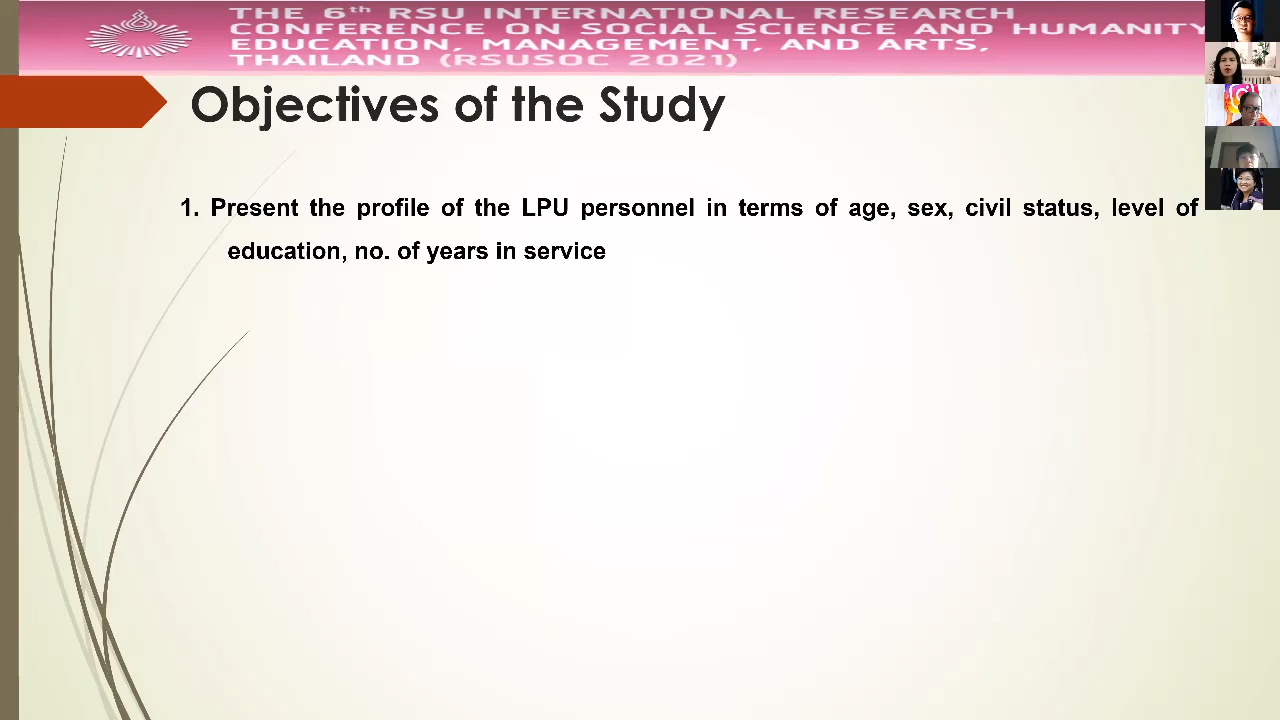 THE 6th RSU INTERNATIONAL RESEARCH
CONFERENCE ON SOCIAL SCIENCE AND HUMANITY
EDUCATION, MANAGEMENT, AND ARTS,
THAILAND (RSUSOC 2021)
Objectives of the Study
1. Present the profile of the LPU personnel in terms of age, sex, civil status, level of
education, no. of years in service